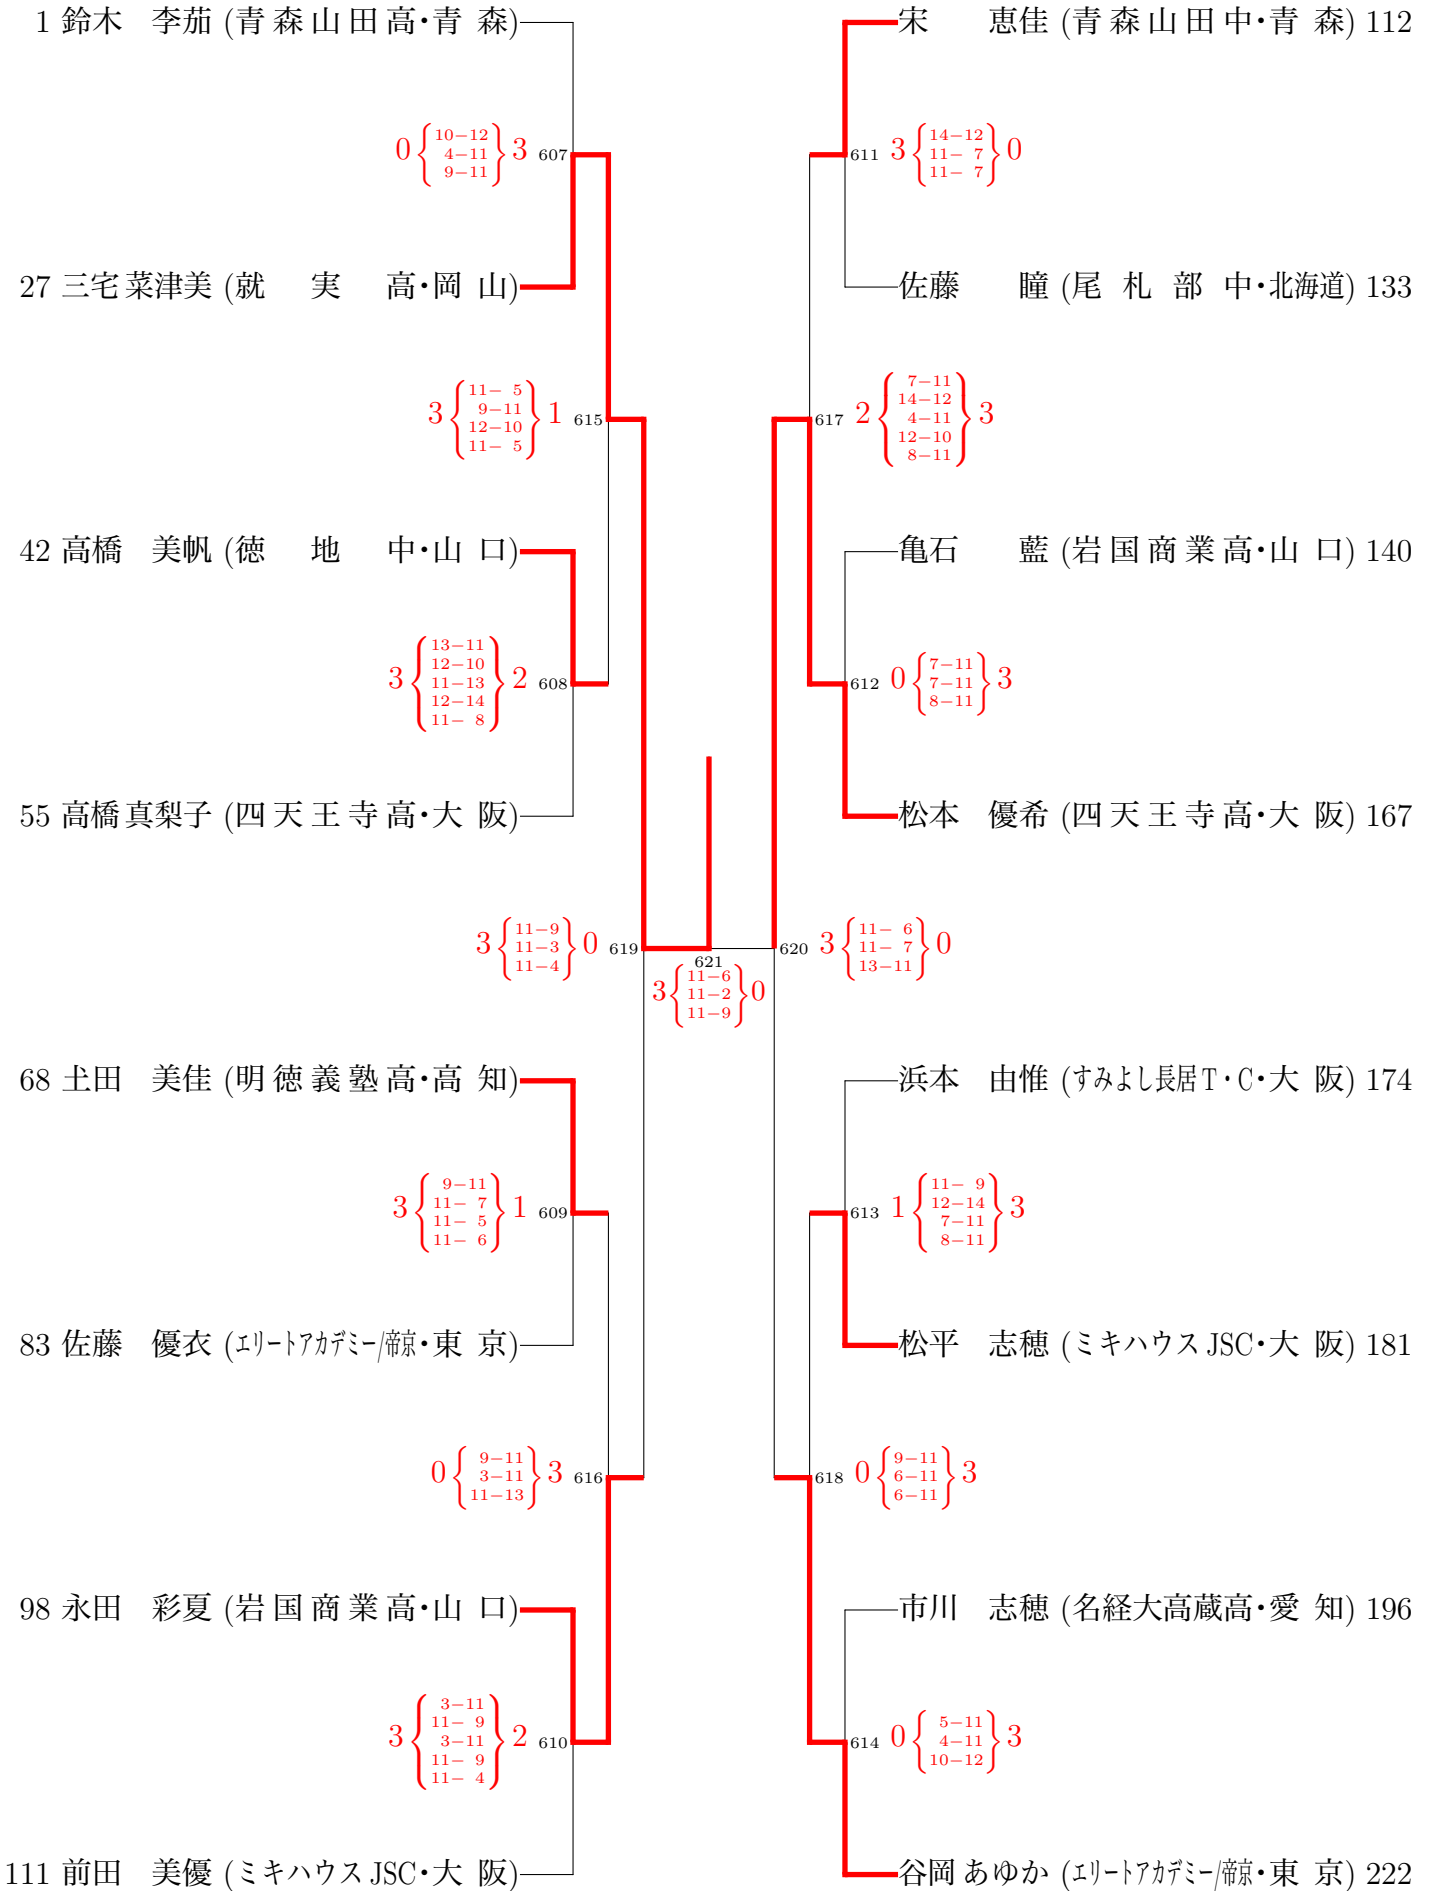 1 鈴木　李茄 (青森山田高・青　森)
宋　　恵佳 (青森山田中・青　森) 112
0 { 10−12 4−11 9−11 } 3 607
611 3 { 14−12 11− 7 11− 7 } 0
27 三宅菜津美 (就　実　高・岡　山)
佐藤　　瞳 (尾札部中・北海道) 133
3 { 11− 5 9−11 12−10 11− 5 } 1 615
617 2 { 7−11 14−12 4−11 12−10 8−11 } 3
42 高橋　美帆 (徳　地　中・山　口)
亀石　　藍 (岩国商業高・山　口) 140
3 { 13−11 12−10 11−13 12−14 11− 8 } 2 608
612 0 { 7−11 7−11 8−11 } 3
55 高橋真梨子 (四天王寺高・大　阪)
松本　優希 (四天王寺高・大　阪) 167
3 { 11−9 11−3 11−4 } 0 619
621
3 { 11−6 11−2 11−9 } 0
620 3 { 11− 6 11− 7 13−11 } 0
68 圡田　美佳 (明徳義塾高・高　知)
浜本　由惟 (すみよし長居T・C・大　阪) 174
3 { 9−11 11− 7 11− 5 11− 6 } 1 609
613 1 { 11− 9 12−14 7−11 8−11 } 3
83 佐藤　優衣 (エリートアカデミー/帝京・東　京)
松平　志穂 (ミキハウスJSC・大　阪) 181
0 { 9−11 3−11 11−13 } 3 616
618 0 { 9−11 6−11 6−11 } 3
98 永田　彩夏 (岩国商業高・山　口)
市川　志穂 (名経大高蔵高・愛　知) 196
3 { 3−11 11− 9 3−11 11− 9 11− 4 } 2 610
614 0 { 5−11 4−11 10−12 } 3
111 前田　美優 (ミキハウスJSC・大　阪)
谷岡あゆか (エリートアカデミー/帝京・東　京) 222